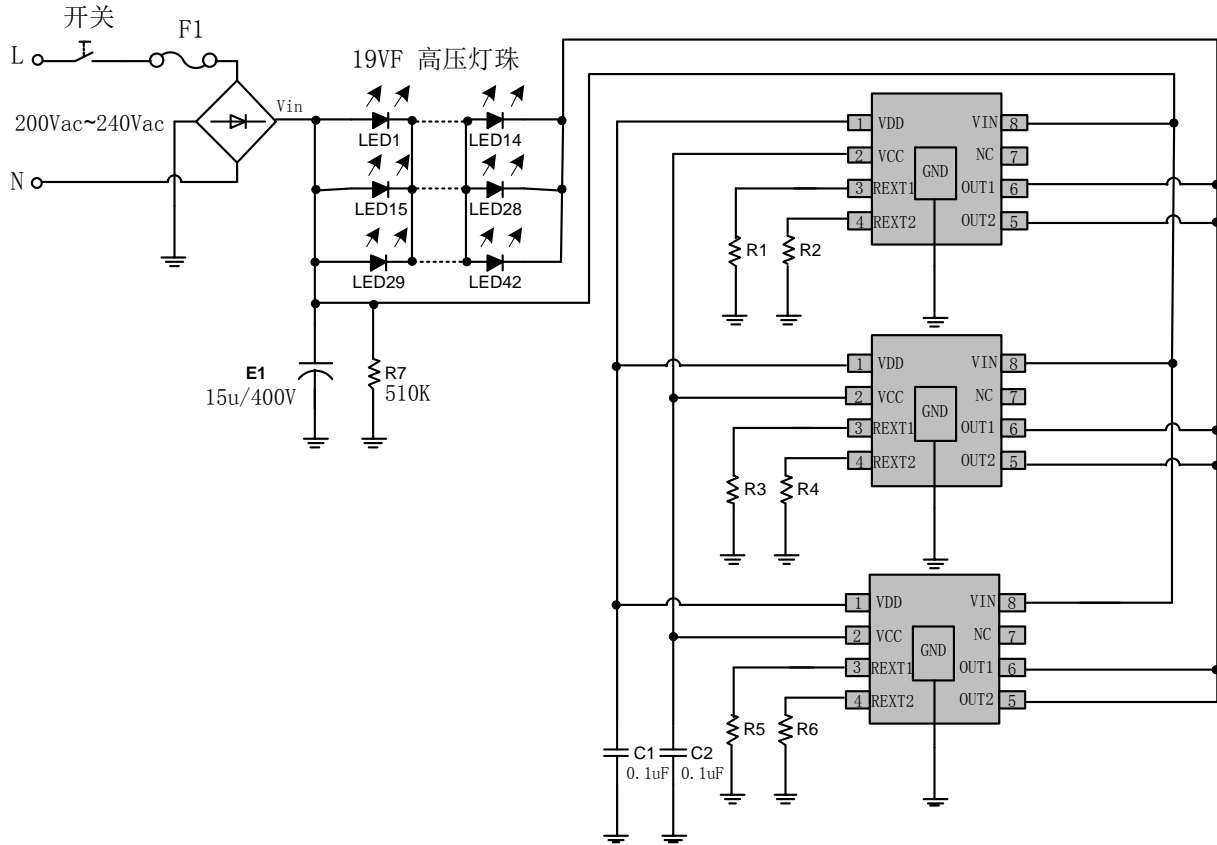 开关
F1
L
19VF 高压灯珠
200Vac~240Vac
Vin
N
LED1
LED14
LED15
LED28
LED29
LED42
E1
15u/400V
R7
510K
1 VDD VIN 8
2 VCC NC 7
GND
3 REXT1 OUT1 6
4 REXT2 OUT2 5
R1
R2
1 VDD VIN 8
2 VCC NC 7
GND
3 REXT1 OUT1 6
4 REXT2 OUT2 5
R3
R4
1 VDD VIN 8
2 VCC NC 7
GND
3 REXT1 OUT1 6
4 REXT2 OUT2 5
R5
R6
C1
0.1uF
C2
0.1uF